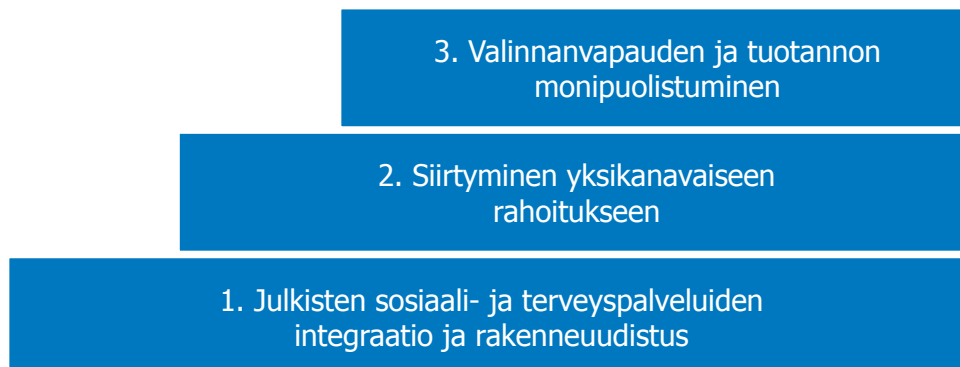 3. Valinnanvapauden ja tuotannon
monipuolistuminen
2. Siirtyminen yksikanavaiseen
rahoitukseen
1. Julkisten sosiaali- ja terveyspalveluiden
integraatio ja rakenneuudistus